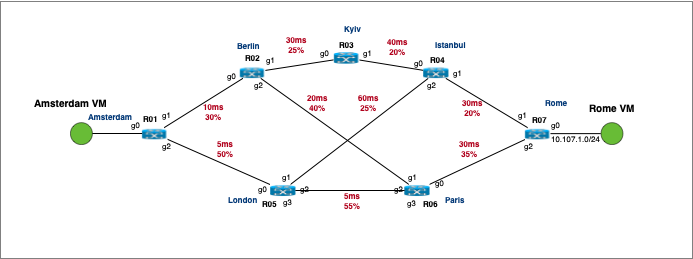 Kyiv
30ms
25%
R03
g0
g1
40ms
20%
Berlin
R02
g0
g1
g2
Istanbul
R04
g0
g1
g2
Amsterdam VM
Amsterdam
g0
R01
g1
g2
10ms
30%
20ms
40%
60ms
25%
30ms
20%
Rome
g1
R07
g0
g2
10.107.1.0/24
Rome VM
5ms
50%
30ms
35%
g1
g0
g2
g3
London
R05
5ms
55%
g1
g0
g2
g3
R06
Paris